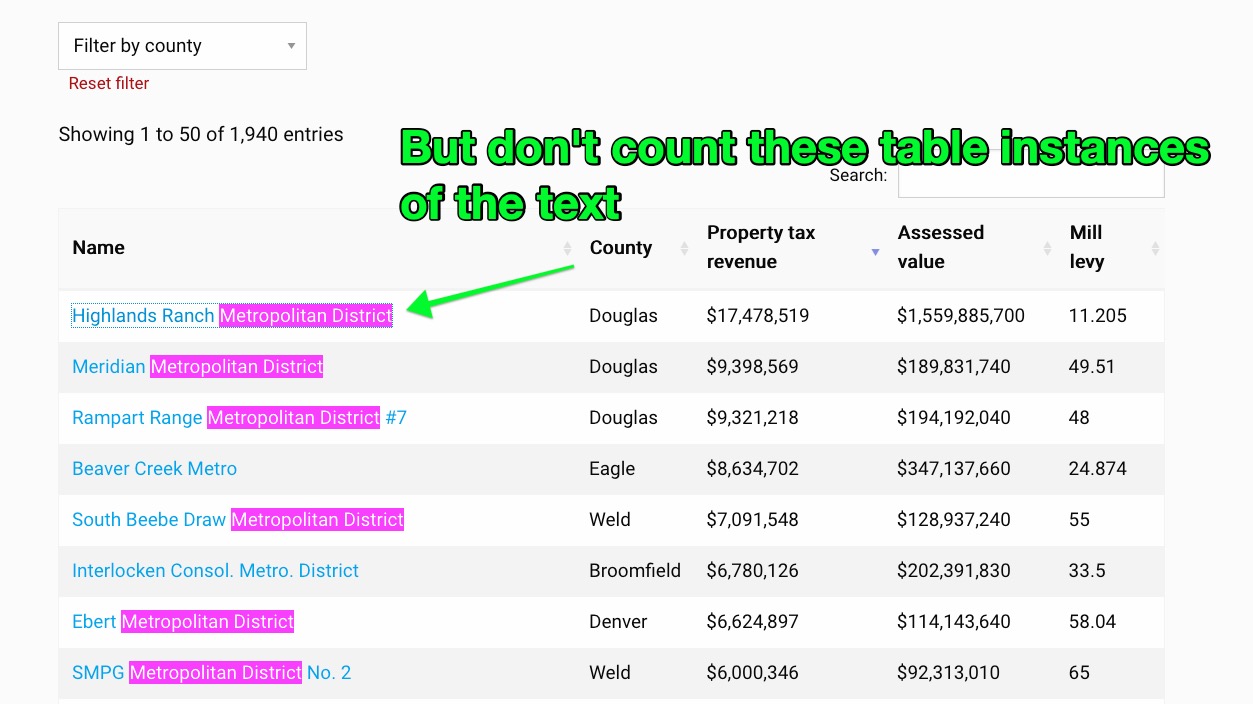 Filter by county
Reset filter
Showing 1 to 50 of 1,940 entries
But don't count these table instances
of the text
Search:
Name County Property tax revenue Assessed value Mill levy
Highlands Ranch Metropolitan District Douglas $17,478,519 $1,559,885,700 11.205
Meridian Metropolitan District Douglas $9,398,569 $189,831,740 49.51
Rampart Range Metropolitan District #7 Douglas $9,321,218 $194,192,040 48
Beaver Creek Metro Eagle $8,634,702 $347,137,660 24.874
South Beebe Draw Metropolitan District Weld $7,091,548 $128,937,240 55
Interlocken Consol. Metro. District Broomfield $6,780,126 $202,391,830 33.5
Ebert Metropolitan District Denver $6,624,897 $114,143,640 58.04
SMPG Metropolitan District No. 2 Weld $6,000,346 $92,313,010 65